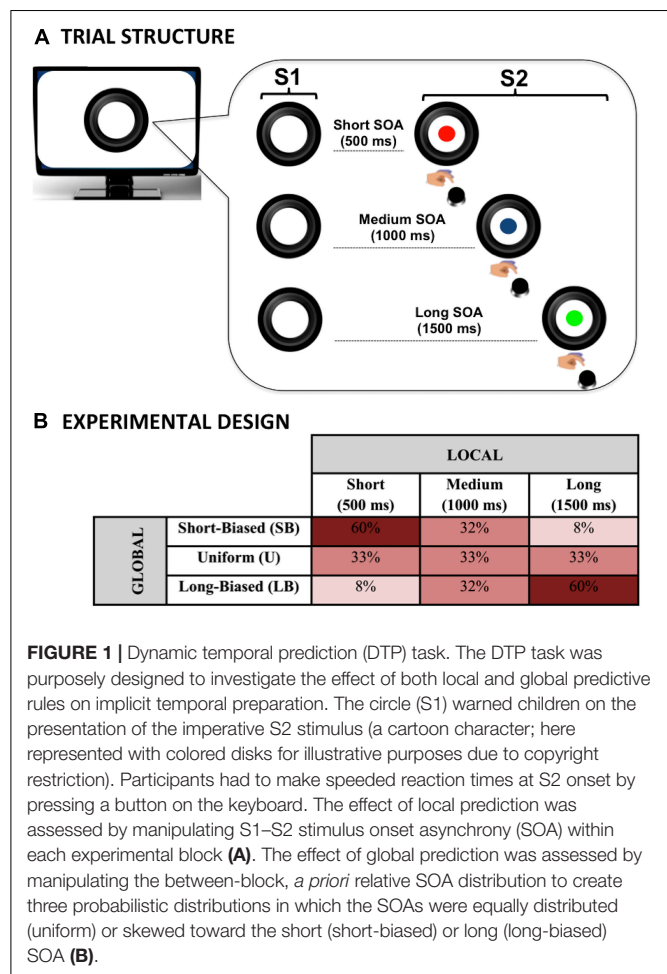 A TRIAL STRUCTURE
S1
S2
Short SOA
(500 ms)
Medium SOA
(1000 ms)
Long SOA
(1500 ms)
B EXPERIMENTAL DESIGN
LOCAL
Short
(500 ms)
Medium
(1000 ms)
Long
(1500 ms)
GLOBAL
Short-Biased (SB) 60% 32% 8%
Uniform (U) 33% 33% 33%
Long-Biased (LB) 8% 32% 60%
FIGURE 1 | Dynamic temporal prediction (DTP) task. The DTP task was
purposely designed to investigate the effect of both local and global predictive
rules on implicit temporal preparation. The circle (S1) warned children on the
presentation of the imperative S2 stimulus (a cartoon character; here
represented with colored disks for illustrative purposes due to copyright
restriction). Participants had to make speeded reaction times at S2 onset by
pressing a button on the keyboard. The effect of local prediction was
assessed by manipulating S1–S2 stimulus onset asynchrony (SOA) within
each experimental block (A). The effect of global prediction was assessed by
manipulating the between-block, a priori relative SOA distribution to create
three probabilistic distributions in which the SOAs were equally distributed
(uniform) or skewed toward the short (short-biased) or long (long-biased)
SOA (B).